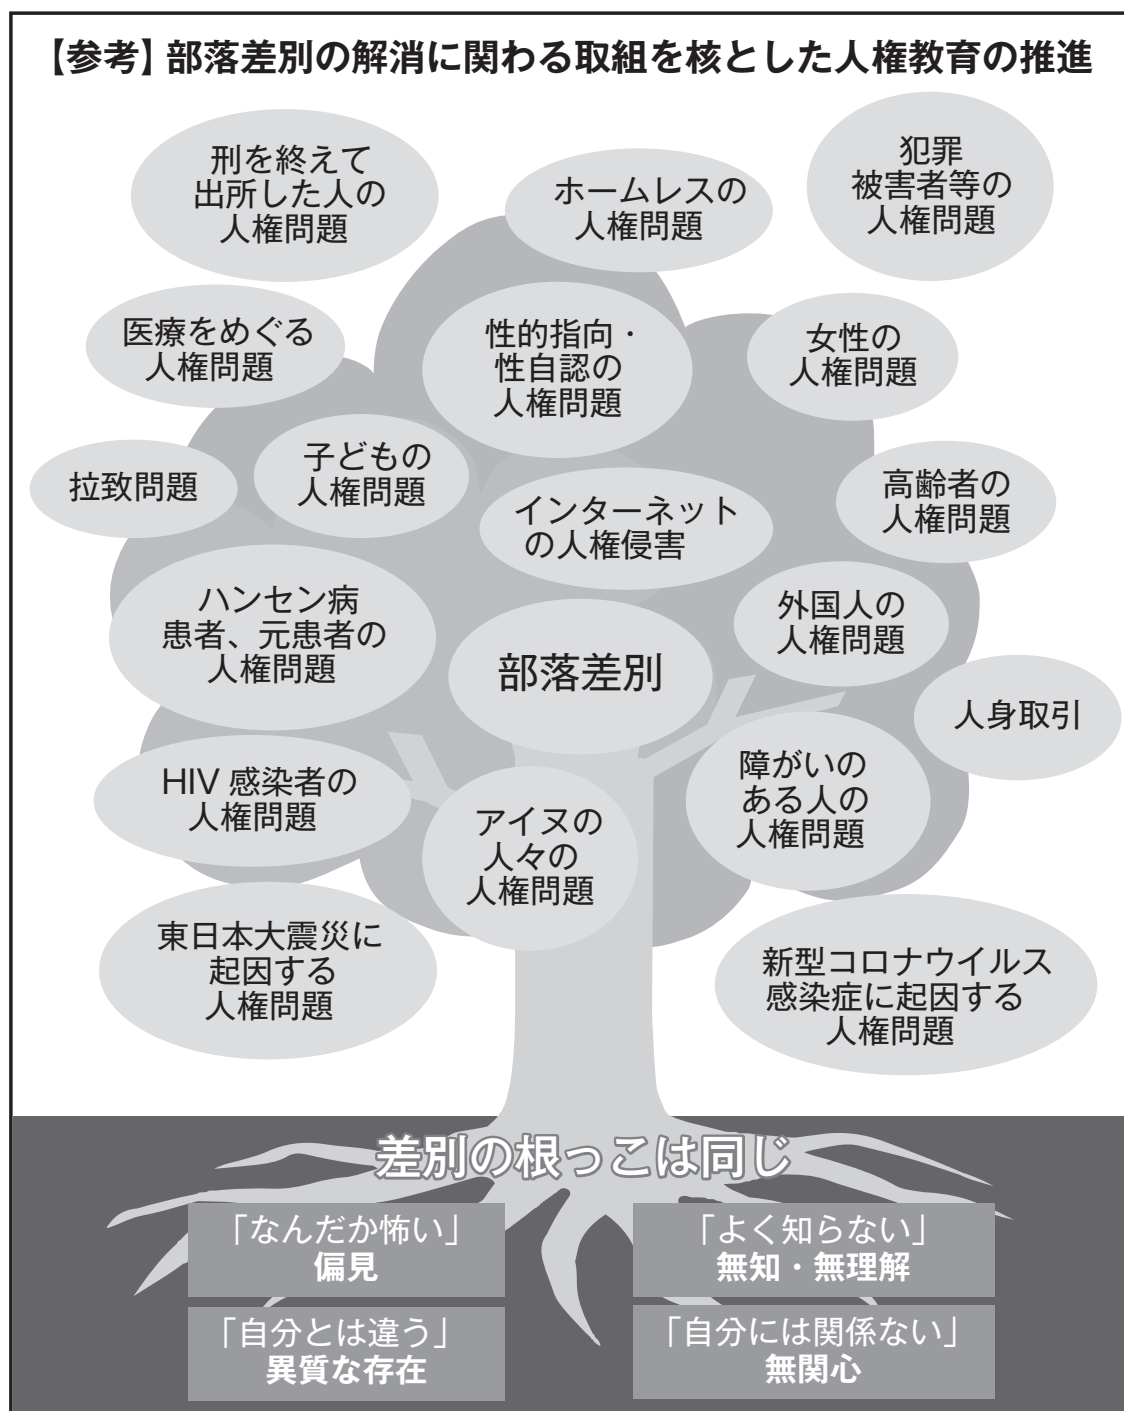 【参考】部落差別の解消に関わる取組を核とした人権教育の推進
刑を終えて
出所した人の
人権問題
ホームレスの
人権問題
犯罪
被害者等の
人権問題
医療をめぐる
人権問題
性的指向・
性自認の
人権問題
女性の
人権問題
拉致問題
子どもの
人権問題
インターネット
の人権侵害
高齢者の
人権問題
ハンセン病
患者、元患者の
人権問題
部落差別
外国人の
人権問題
人身取引
HIV 感染者の
人権問題
アイヌの
人々の
人権問題
障がいの
ある人の
人権問題
東日本大震災に
起因する
人権問題
新型コロナウイルス
感染症に起因する
人権問題
差別の根っこは同じ
「なんだか怖い」
偏見
「よく知らない」
無知・無理解
「自分とは違う」
異質な存在
「自分には関係ない」
無関心